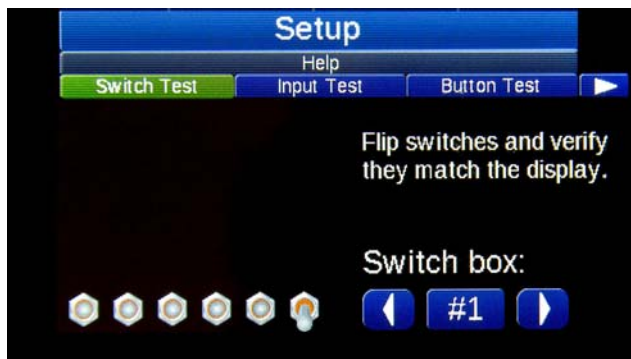 Setup
Help
Switch Test
Input Test
Button Test
Flip switches and verify
they match the display.
Switch box:
#1